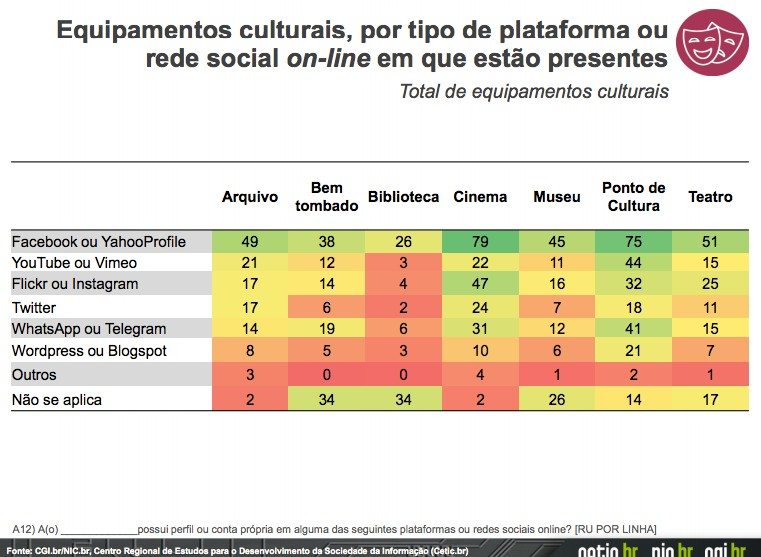 Equipamentos culturais, por tipo de plataforma ou
rede social on-line em que estão presentes
Total de equipamentos culturais
Arquivo Bem tombado Biblioteca Cinema Museu Ponto de Cultura Teatro
Facebook ou YahooProfile 49 38 26 79 45 75 51
YouTube ou Vimeo 21 12 3 22 11 44 15
Flickr ou Instagram 17 14 4 47 16 32 25
Twitter 17 6 2 24 7 18 11
WhatsApp ou Telegram 14 19 6 31 12 41 15
Wordpress ou Blogspot 8 5 3 10 6 21 7
Outros 3 0 0 4 1 2 1
Não se aplica 2 34 34 2 26 14 17
A12) A(o) _____________possui perfil ou conta própria em alguma das seguintes plataformas ou redes sociais online? [RU POR LINHA]
Fonte: CGI.br/NIC.br, Centro Regional de Estudos para o Desenvolvimento da Sociedade da Informação (Cetic.br)
cetic.br nic.br cgi.br